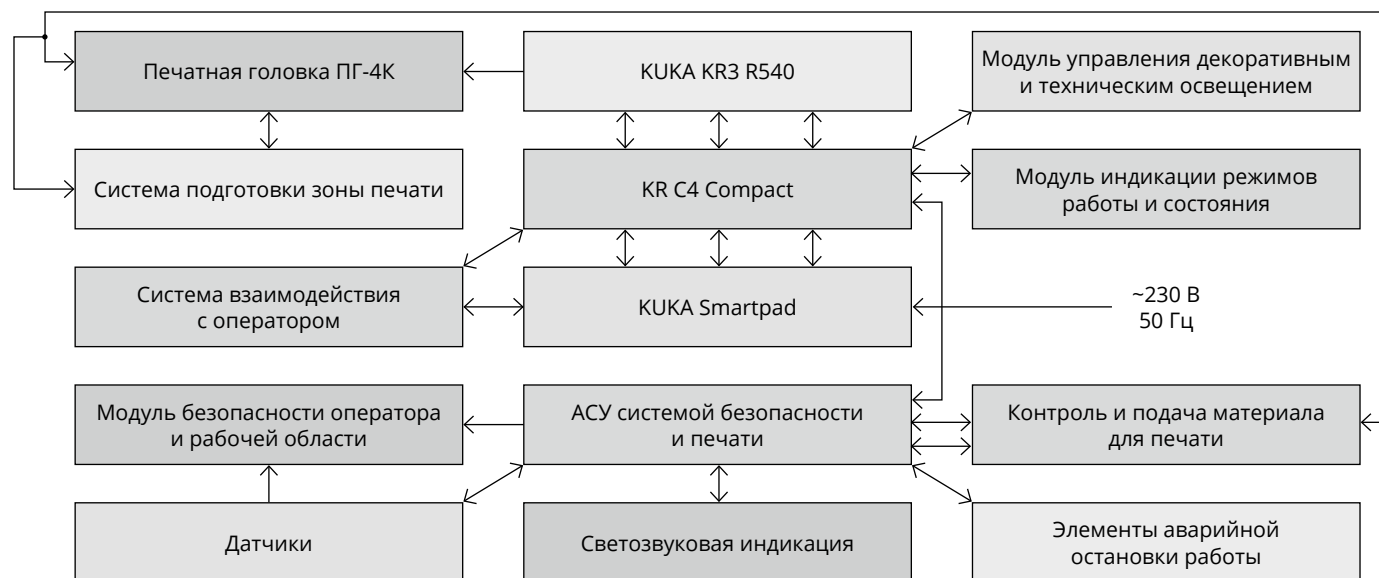 Печатная головка ПГ-4К
KUKA KR3 R540
Модуль управления декоративным
и техническим освещением
Система подготовки зоны печати
KR C4 Compact
Модуль индикации режимов
работы и состояния
Система взаимодействия
с оператором
KUKA Smartpad
~230 В
50 Гц
Модуль безопасности оператора
и рабочей области
АСУ системой безопасности
и печати
Контроль и подача материала
для печати
Датчики
Светозвуковая индикация
Элементы аварийной
остановки работы